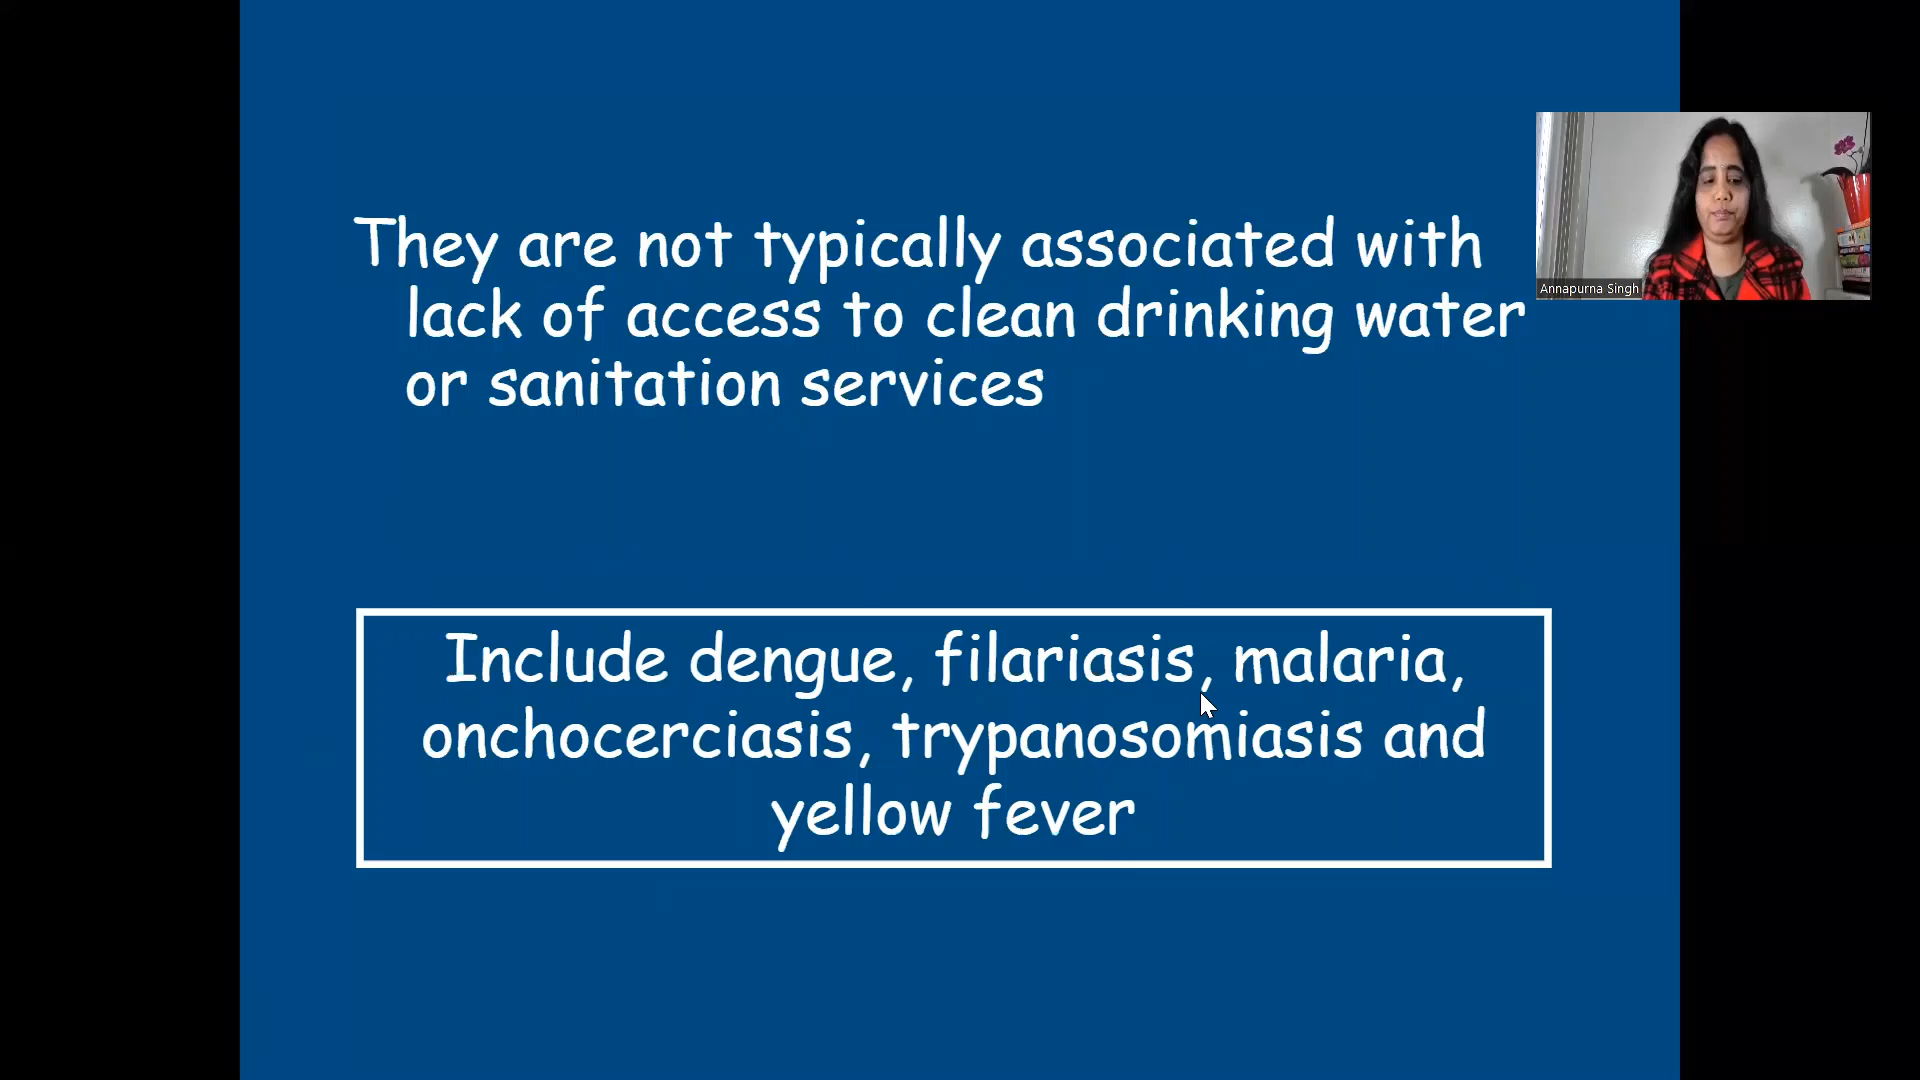 They are not typically associated with
lack of access to clean drinking water
or sanitation services
Annapurna Singh
Include dengue, filariasis, malaria,
onchocerciasis, trypanosomiasis and
yellow fever